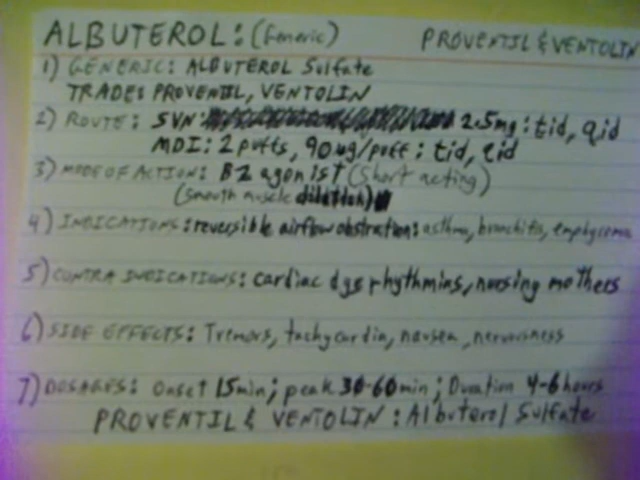 ALBUTEROL: (Generic) PROVENTIL & VENTOLIN
1) GENERIC: ALBUTEROL Sulfate
TRADE: PROVENTIL, VENTOLIN
2) ROUTE: SVN: 2.5mg: tid, qid
MDI: 2 puffs, 90ug/puff: tid, qid
3) MODE OF ACTION: B2 agonist (Short acting)
(Smooth muscle dilation)
4) INDICATIONS: reversible airflow obstration: asthma, bronchitis, emphysema
5) CONTRA INDICATIONS: cardiac dysrhythmins, nursing mothers
6) SIDE EFFECTS: Tremors, tachycardia, nausea, nervousness
7) DOSAGES: Onset 15min; peak 30-60min; Duration 4-6 hours
PROVENTIL & VENTOLIN: Albuterol Sulfate